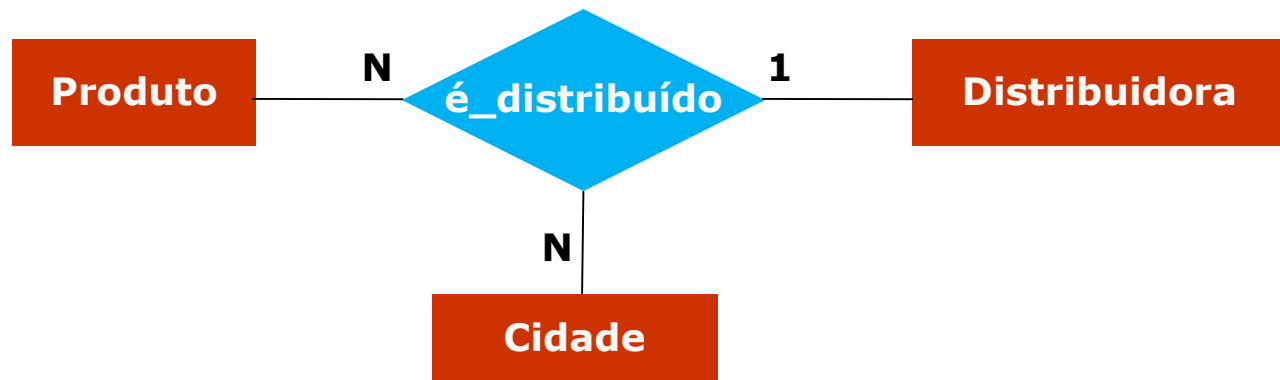 N
1
Produto
é_distribuído
Distribuidora
N
Cidade